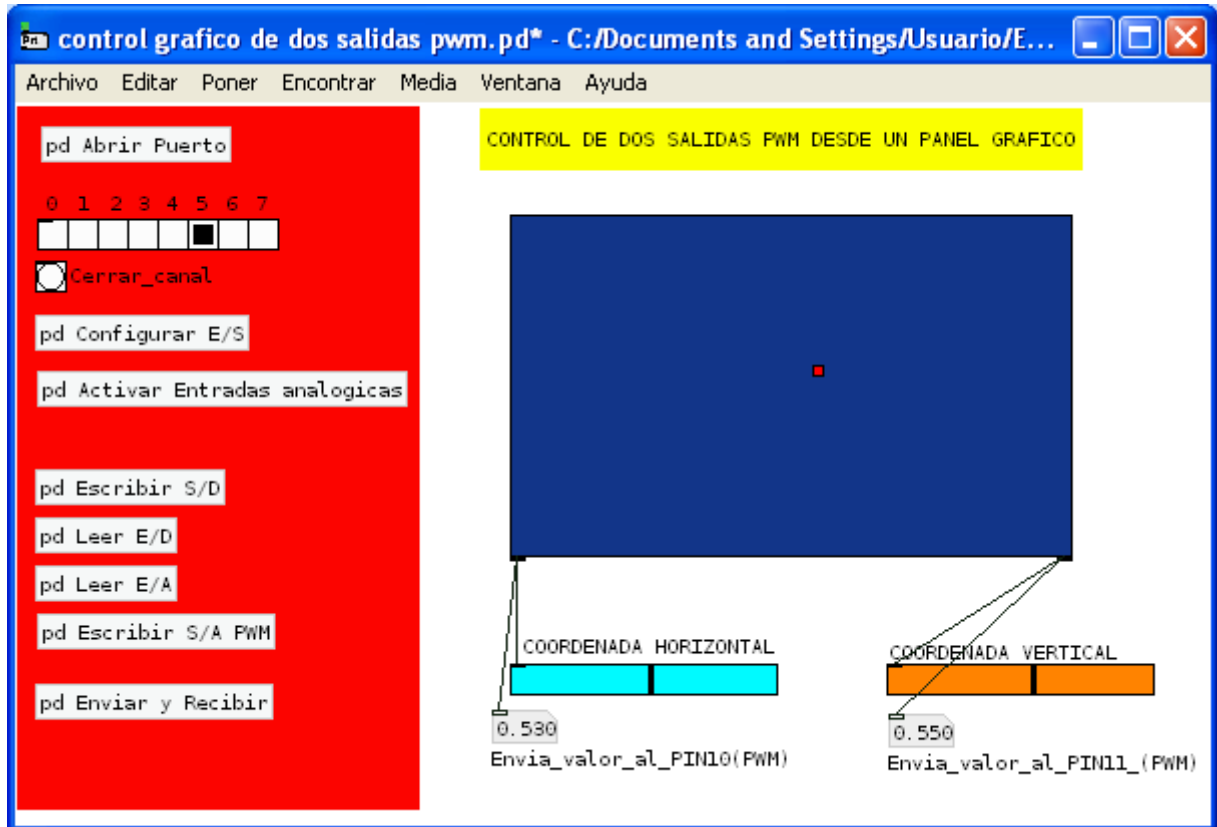 control grafico de dos salidas pwm.pd* - C:/Documents and Settings/Usuario/E...
Archivo Editar Poner Encontrar Media Ventana Ayuda
pd Abrir Puerto
0 1 2 3 4 5 6 7
Cerrar_canal
pd Configurar E/S
pd Activar Entradas analogicas
pd Escribir S/D
pd Leer E/D
pd Leer E/A
pd Escribir S/A PWM
pd Enviar y Recibir
CONTROL DE DOS SALIDAS PWM DESDE UN PANEL GRAFICO
COORDENADA HORIZONTAL
0.530
Envia_valor_al_PIN10(PWM)
COORDENADA VERTICAL
0.550
Envia_valor_al_PIN11_(PWM)